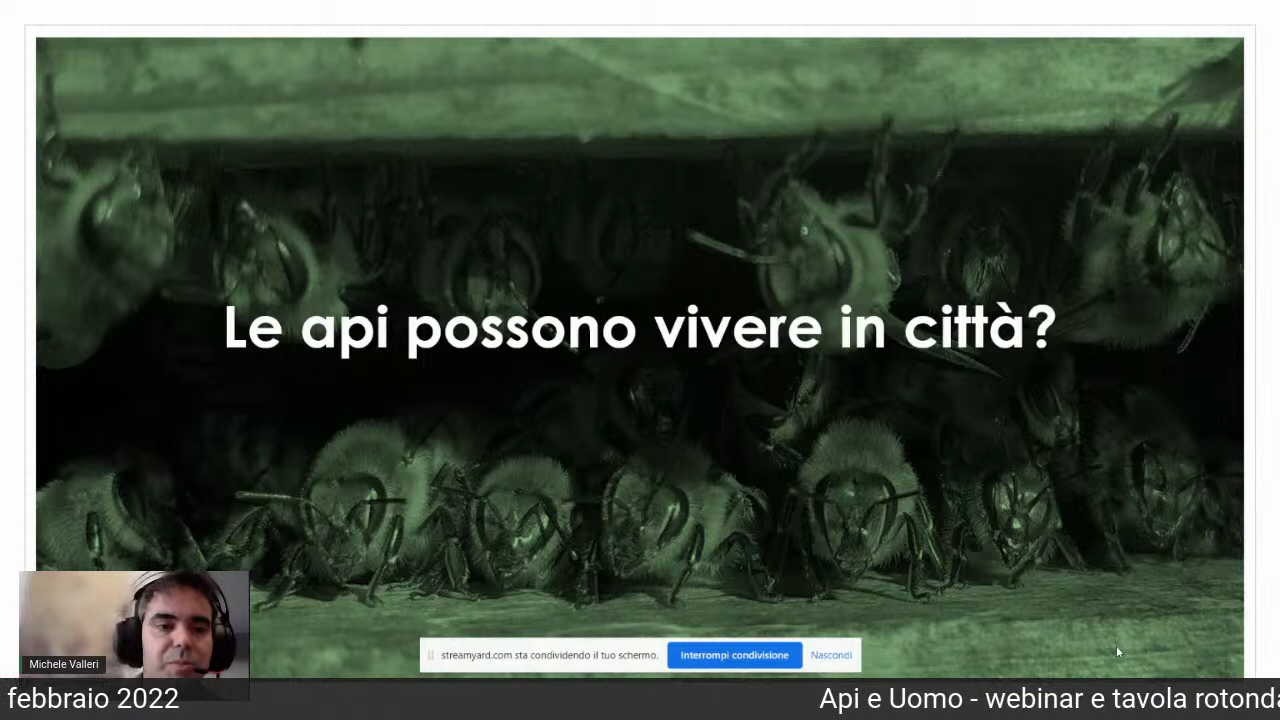 Le api possono vivere in città?
streamyard.com sta condividendo il tuo schermo. Interrompi condivisione Nascondi
Michele Valleri
febbraio 2022 Api e Uomo - webinar e tavola rotonda